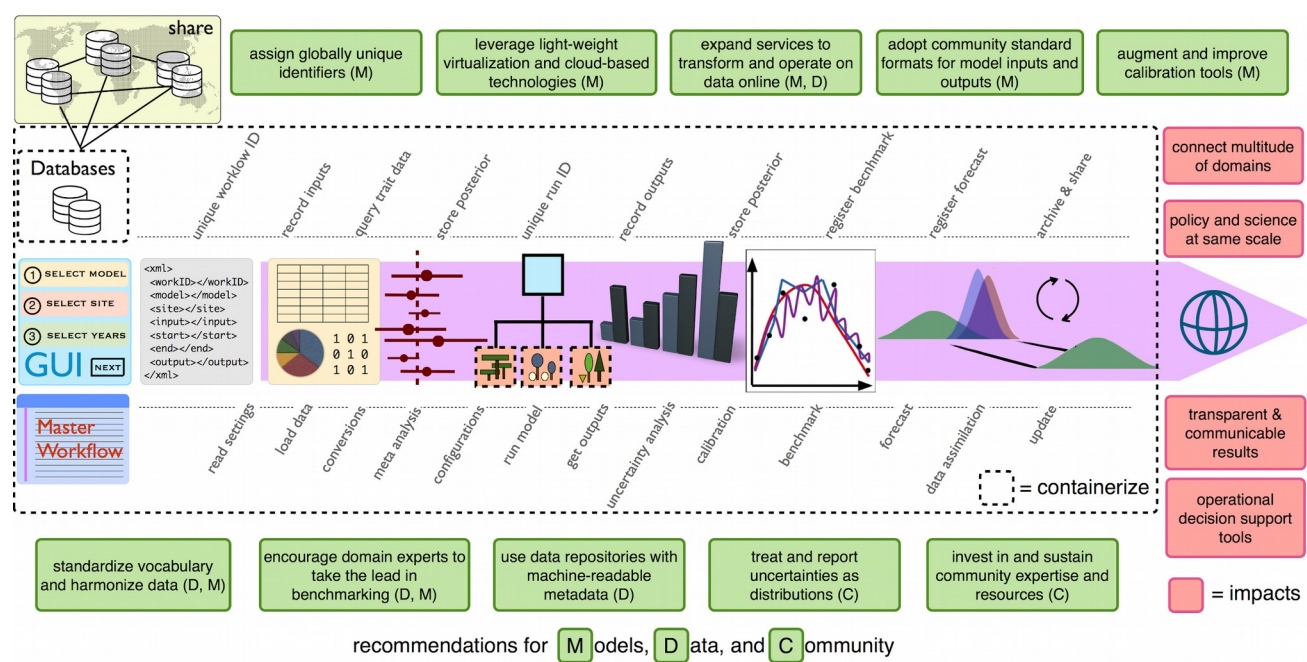 share
assign globally unique
identifiers (M)
leverage light-weight
virtualization and cloud-based
technologies (M)
expand services to
transform and operate on
data online (M, D)
adopt community standard
formats for model inputs and
outputs (M)
augment and improve
calibration tools (M)
Databases
unique worklow ID
record inputs
query trait data
store posterior
unique run ID
record outputs
store posterior
register becnhmark
register forecast
archive & share
connect multitude
of domains
policy and science
at same scale
1 SELECT MODEL
2 SELECT SITE
3 SELECT YEARS
GUI NEXT
<xml>
<workID></workID>
<model></model>
<site></site>
<input></input>
<start></start>
<end></end>
<output></output>
</xml>
1 0 1
0 1 0
1 0 1
Master
Workflow
read settings
load data
conversions
meta analysis
configurations
run model
get outputs
uncertainty analysis
calibration
benchmark
forecast
data assimilation
update
= containerize
transparent &
communicable
results
operational
decision support
tools
= impacts
standardize vocabulary
and harmonize data (D, M)
encourage domain experts to
take the lead in
benchmarking (D, M)
use data repositories with
machine-readable
metadata (D)
treat and report
uncertainties as
distributions (C)
invest in and sustain
community expertise and
resources (C)
recommendations for Models, Data, and Community